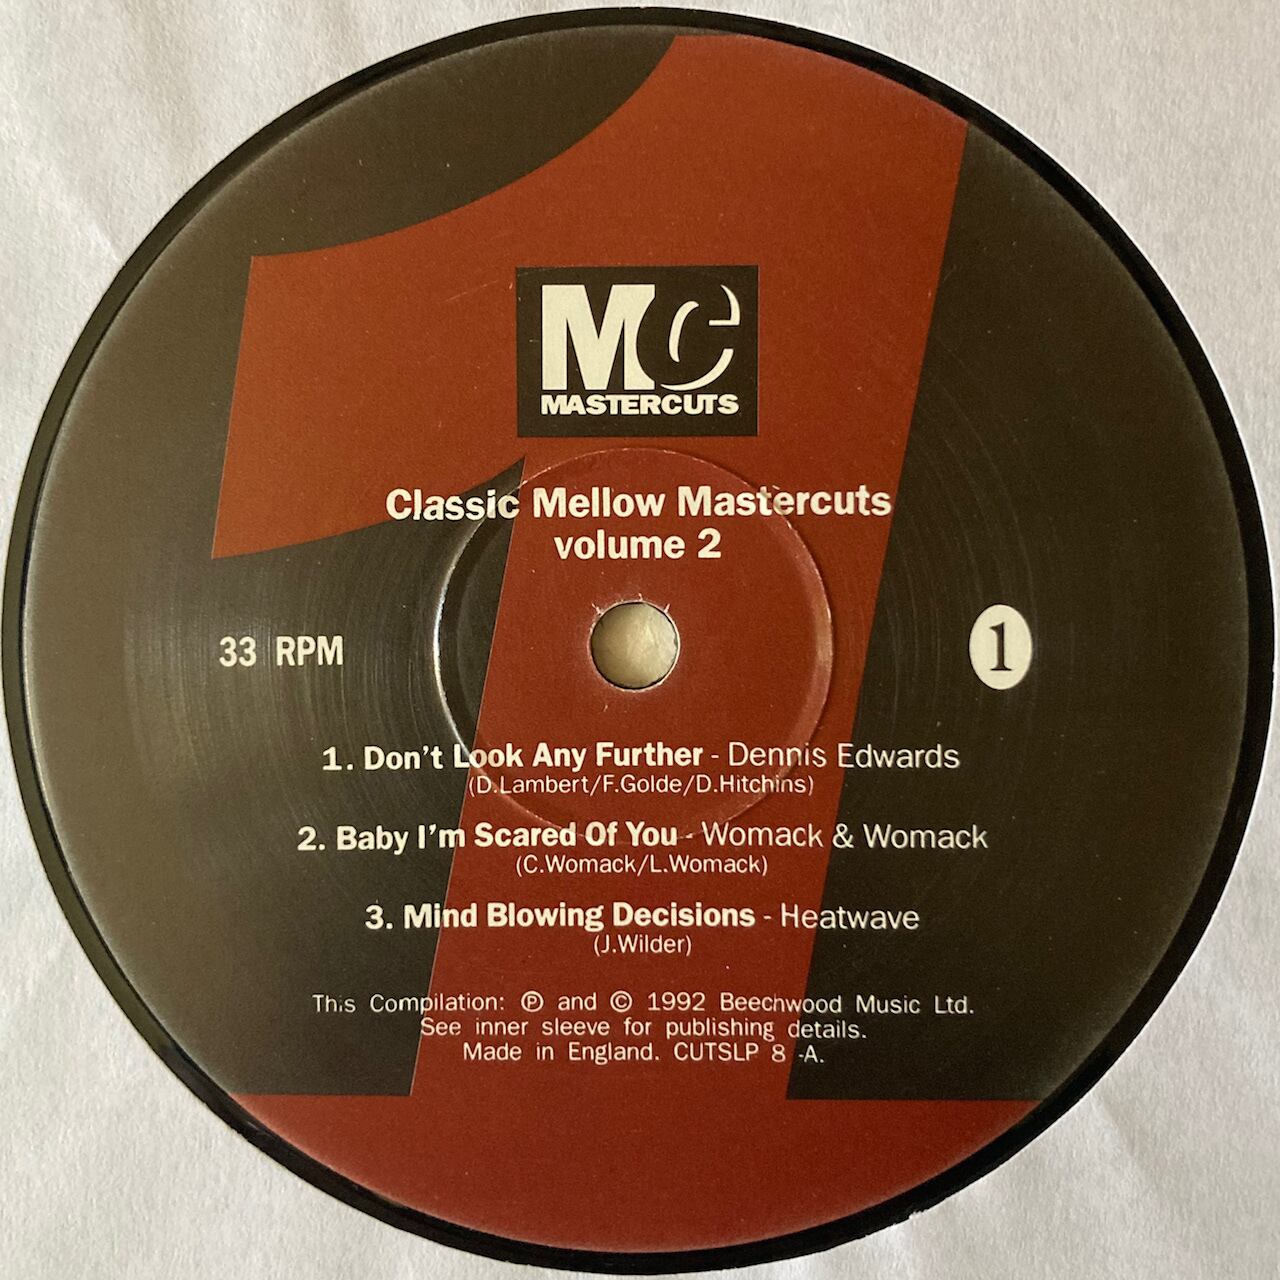 MC
MASTERCUTS
Classic Mellow Mastercuts
volume 2
33 RPM
1
1. Don't Look Any Further - Dennis Edwards
(D.Lambert/F.Golde/D.Hitchins)
2. Baby I'm Scared Of You - Womack & Womack
(C.Womack/L.Womack)
3. Mind Blowing Decisions - Heatwave
(J.Wilder)
This Compilation: ℗ and © 1992 Beechwood Music Ltd.
See inner sleeve for publishing details.
Made in England. CUTSLP 8 -A.